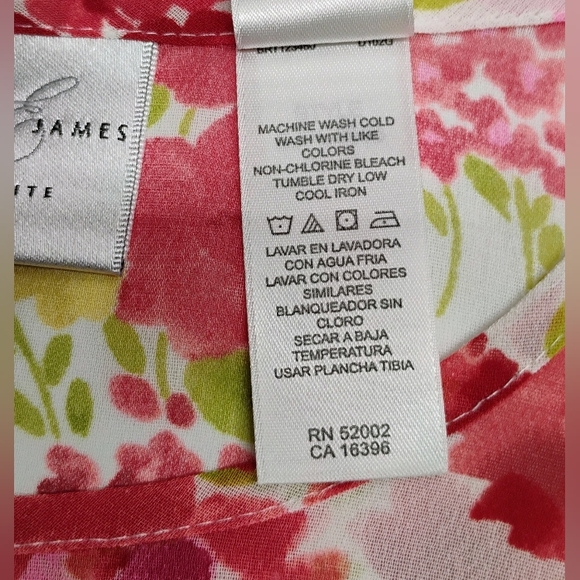 JAMES
MACHINE WASH COLD
WASH WITH LIKE
COLORS
NON-CHLORINE BLEACH
TUMBLE DRY LOW
COOL IRON
LAVAR EN LAVADORA
CON AGUA FRIA
LAVAR CON COLORES
SIMILARES
BLANQUEADOR SIN
CLORO
SECAR A BAJA
TEMPERATURA
USAR PLANCHA TIBIA
RN 52002
CA 16396